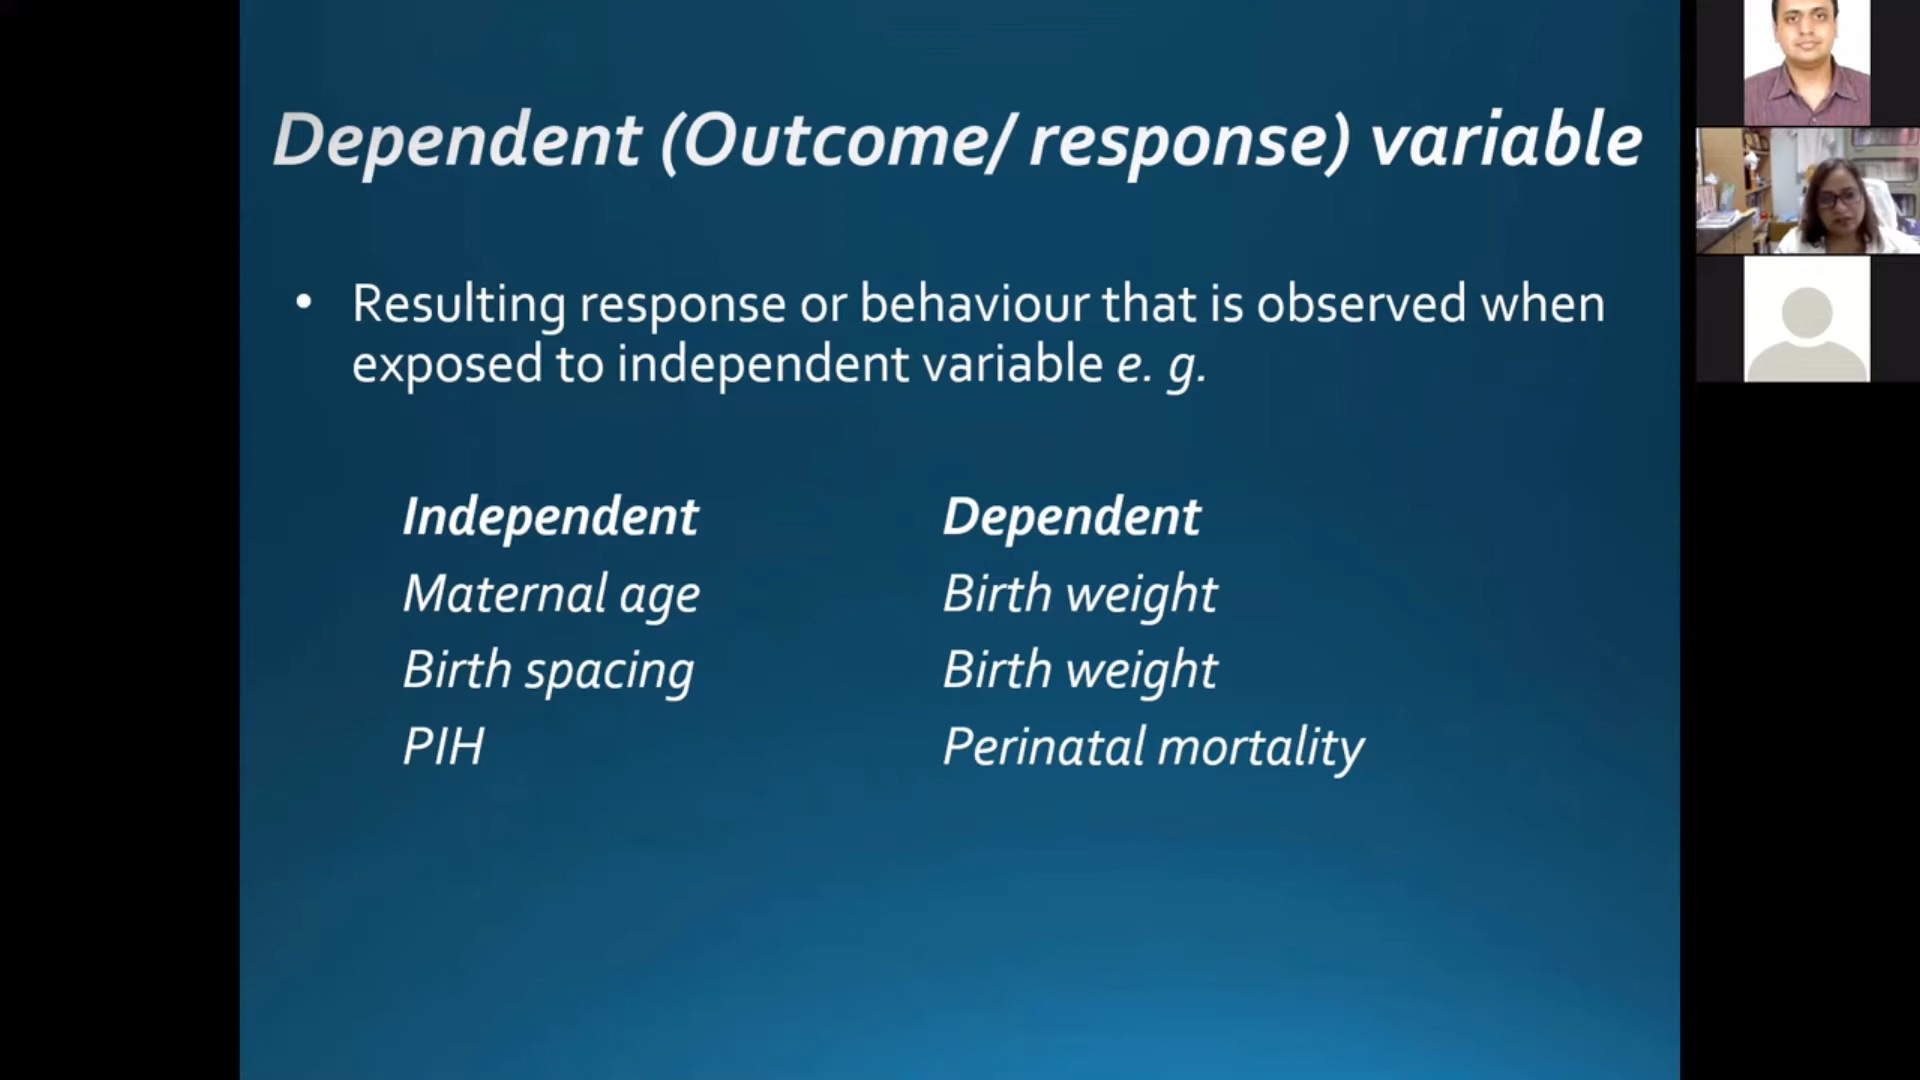 Dependent (Outcome/ response) variable
• Resulting response or behaviour that is observed when
exposed to independent variable e. g.
Independent Dependent
Maternal age Birth weight
Birth spacing Birth weight
PIH Perinatal mortality